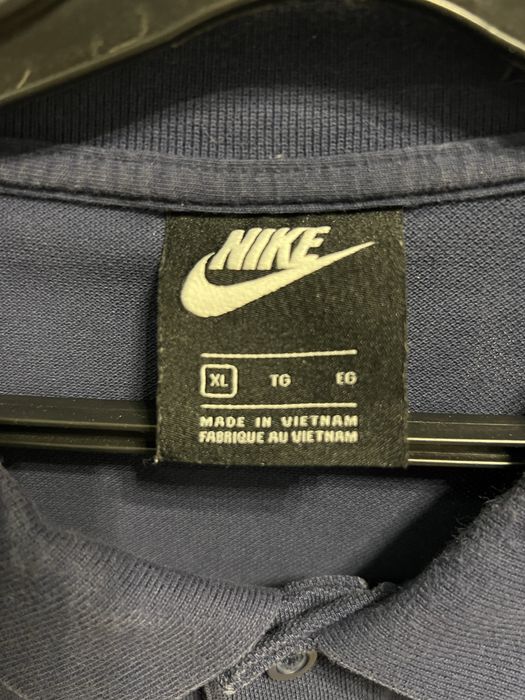 NIKE
XL TG EG
MADE IN VIETNAM
FABRIQUE AU VIETNAM